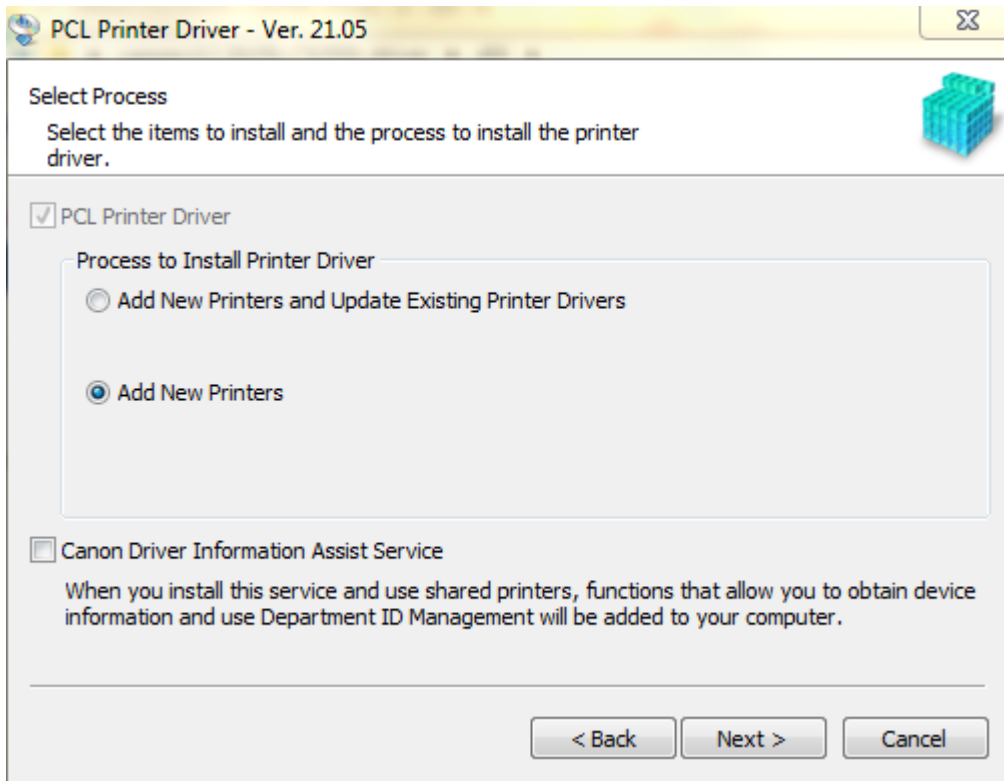 PCL Printer Driver - Ver. 21.05
Select Process
Select the items to install and the process to install the printer
driver.
PCL Printer Driver
Process to Install Printer Driver
Add New Printers and Update Existing Printer Drivers
Add New Printers
Canon Driver Information Assist Service
When you install this service and use shared printers, functions that allow you to obtain device
information and use Department ID Management will be added to your computer.
< Back
Next >
Cancel